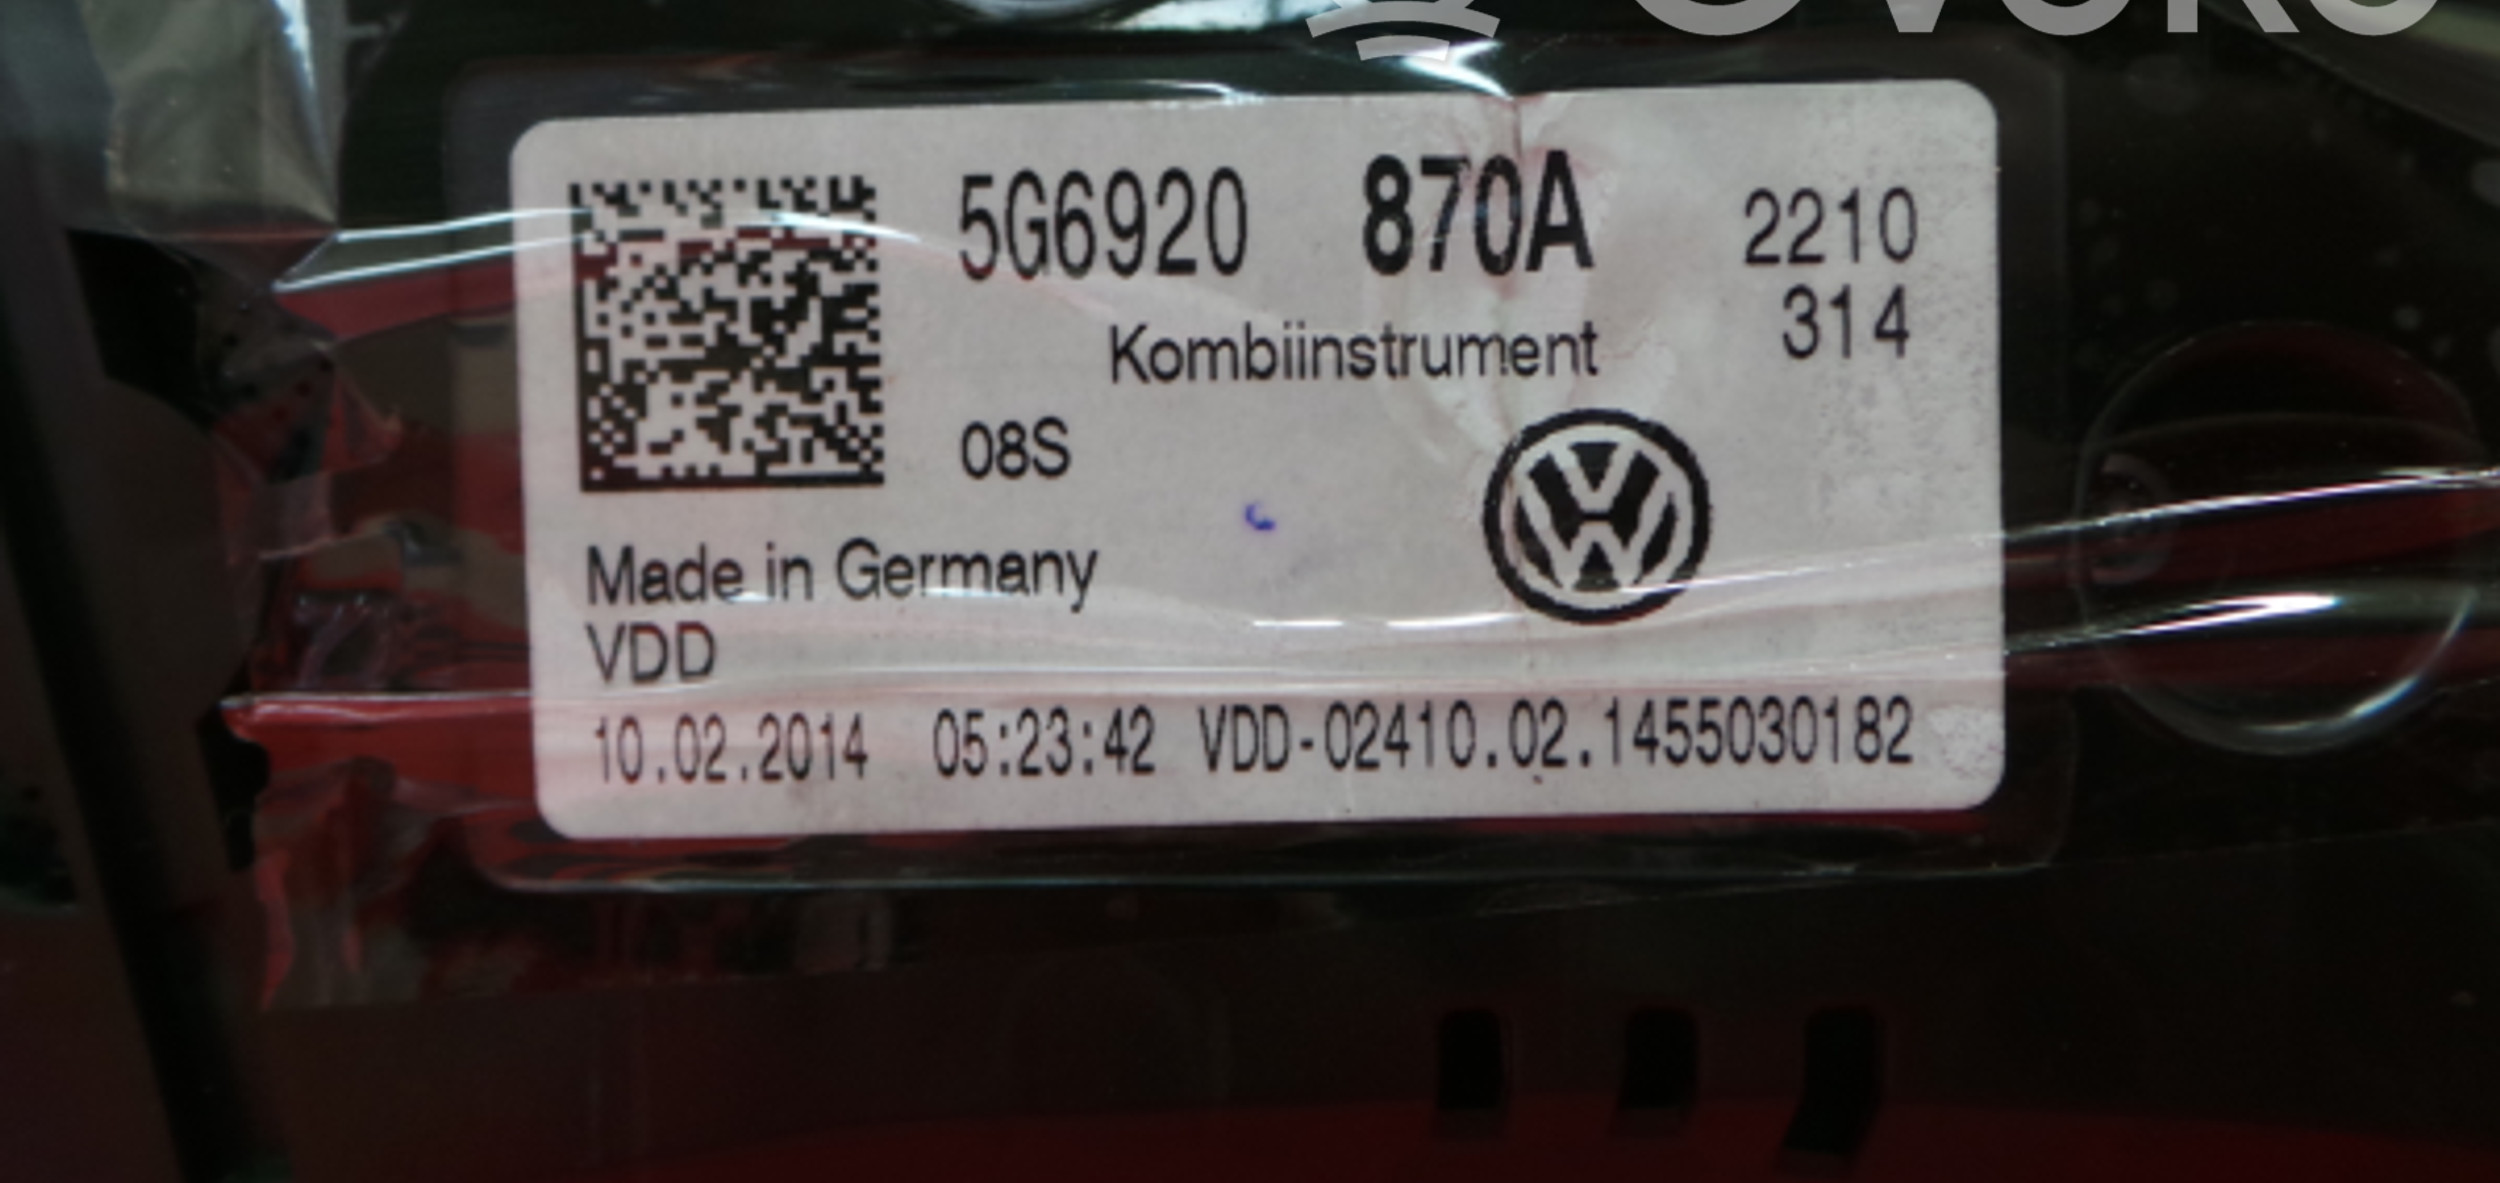 5G6920 870A 2210
314
Kombiinstrument
08S
Made in Germany
VDD
10.02.2014 05:23:42 VDD-02410.02.1455030182